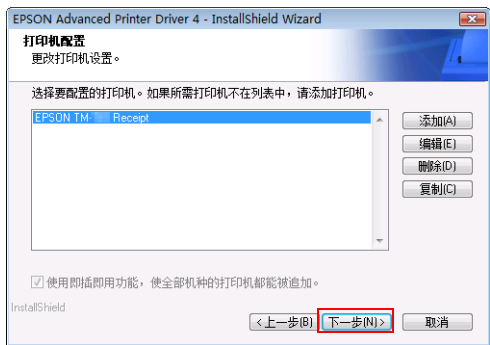 EPSON Advanced Printer Driver 4 - InstallShield Wizard
打印机配置
更改打印机设置。
选择要配置的打印机。如果所需打印机不在列表中，请添加打印机。
EPSON TM- Receipt
添加(A)
编辑(E)
删除(D)
复制(C)
使用即插即用功能，使全部机种的打印机都能被追加。
InstallShield
<上一步(B)
下一步(N)>
取消